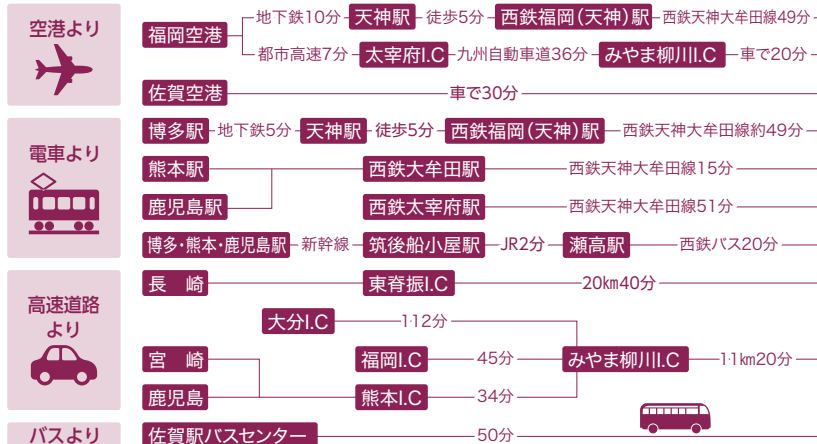 空港より
福岡空港 地下鉄10分 天神駅 徒歩5分 西鉄福岡(天神)駅 西鉄天神大牟田線49分
都市高速7分 太宰府I.C 九州自動車道36分 みやま柳川I.C 車で20分
佐賀空港 車で30分
電車より
博多駅 地下鉄5分 天神駅 徒歩5分 西鉄福岡(天神)駅 西鉄天神大牟田線約49分
熊本駅 西鉄大牟田駅 西鉄天神大牟田線15分
鹿児島駅 西鉄太宰府駅 西鉄天神大牟田線51分
博多・熊本・鹿児島駅 新幹線 筑後船小屋駅 JR2分 瀬高駅 西鉄バス20分
高速道路
より
長　崎 東脊振I.C 20㎞40分
大分I.C 112分
宮　崎 福岡I.C 45分 みやま柳川I.C 11㎞20分
鹿児島 熊本I.C 34分
バスより
佐賀駅バスセンター 50分